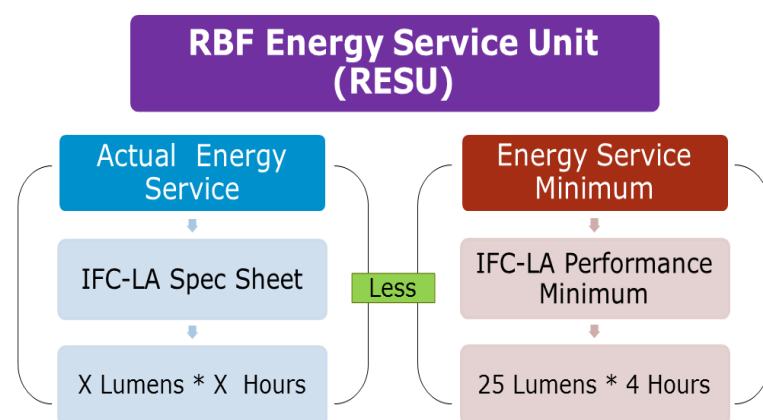 RBF Energy Service Unit
(RESU)
Actual Energy
Service
IFC-LA Spec Sheet
X Lumens * X Hours
Less
Energy Service
Minimum
IFC-LA Performance
Minimum
25 Lumens * 4 Hours